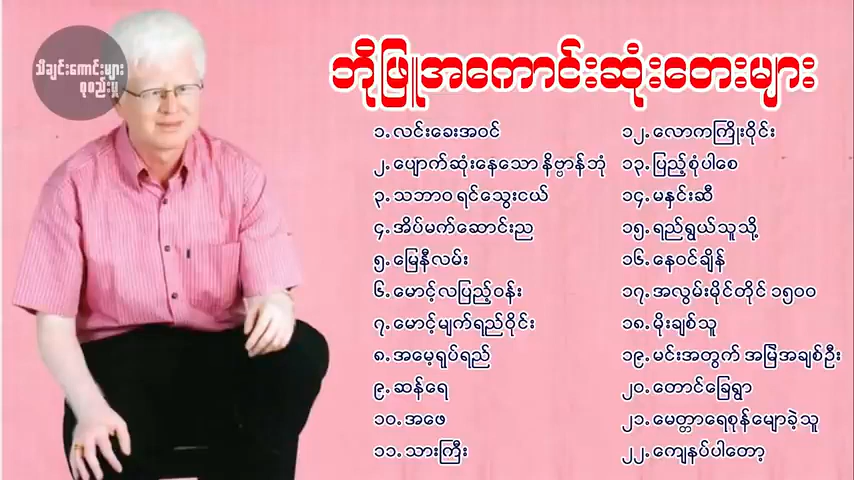 သီချင်းကောင်းများ
စုစည်းမှု
ဘိုဖြူအကောင်းဆုံးတေးများ
၁. လင်းခေးအဝင်
၂. ပျောက်ဆုံးနေသော နိဗ္ဗာန်ဘုံ
၃. သဘာဝ ရင်သွေးငယ်
၄. အိပ်မက်ဆောင်းည
၅. မြေနီလမ်း
၆. မောင့်လပြည့်ဝန်း
၇. မောင့်မျက်ရည်ဝိုင်း
၈. အမေ့ရုပ်ရည်
၉. ဆန်ရေ
၁၀. အဖေ
၁၁. သားကြီး
၁၂. လောကကြိုးဝိုင်း
၁၃. ပြည့်စုံပါစေ
၁၄. မနှင်းဆီ
၁၅. ရည်ရွယ်သူသို့
၁၆. နေဝင်ချိန်
၁၇. အလွမ်းမိုင်တိုင် ၁၅၀၀
၁၈. မိုးချစ်သူ
၁၉. မင်းအတွက် အမြဲအချစ်ဦး
၂၀. တောင်ခြေရွာ
၂၁. မေတ္တာရေစုန်မျောခဲ့သူ
၂၂. ကျေနပ်ပါတော့